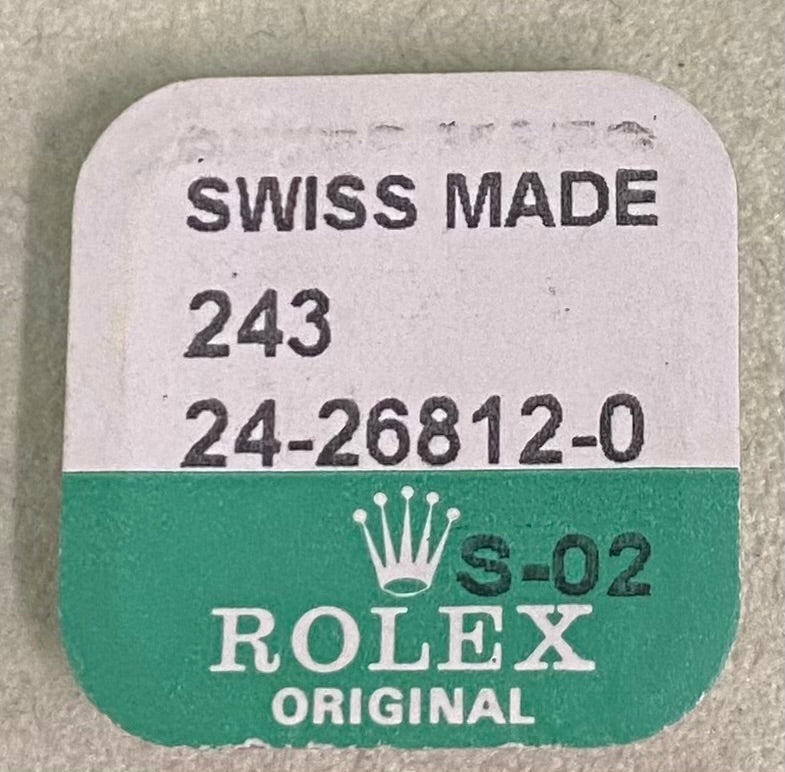 SWISS MADE
243
24-26812-0
S-02
ROLEX
ORIGINAL